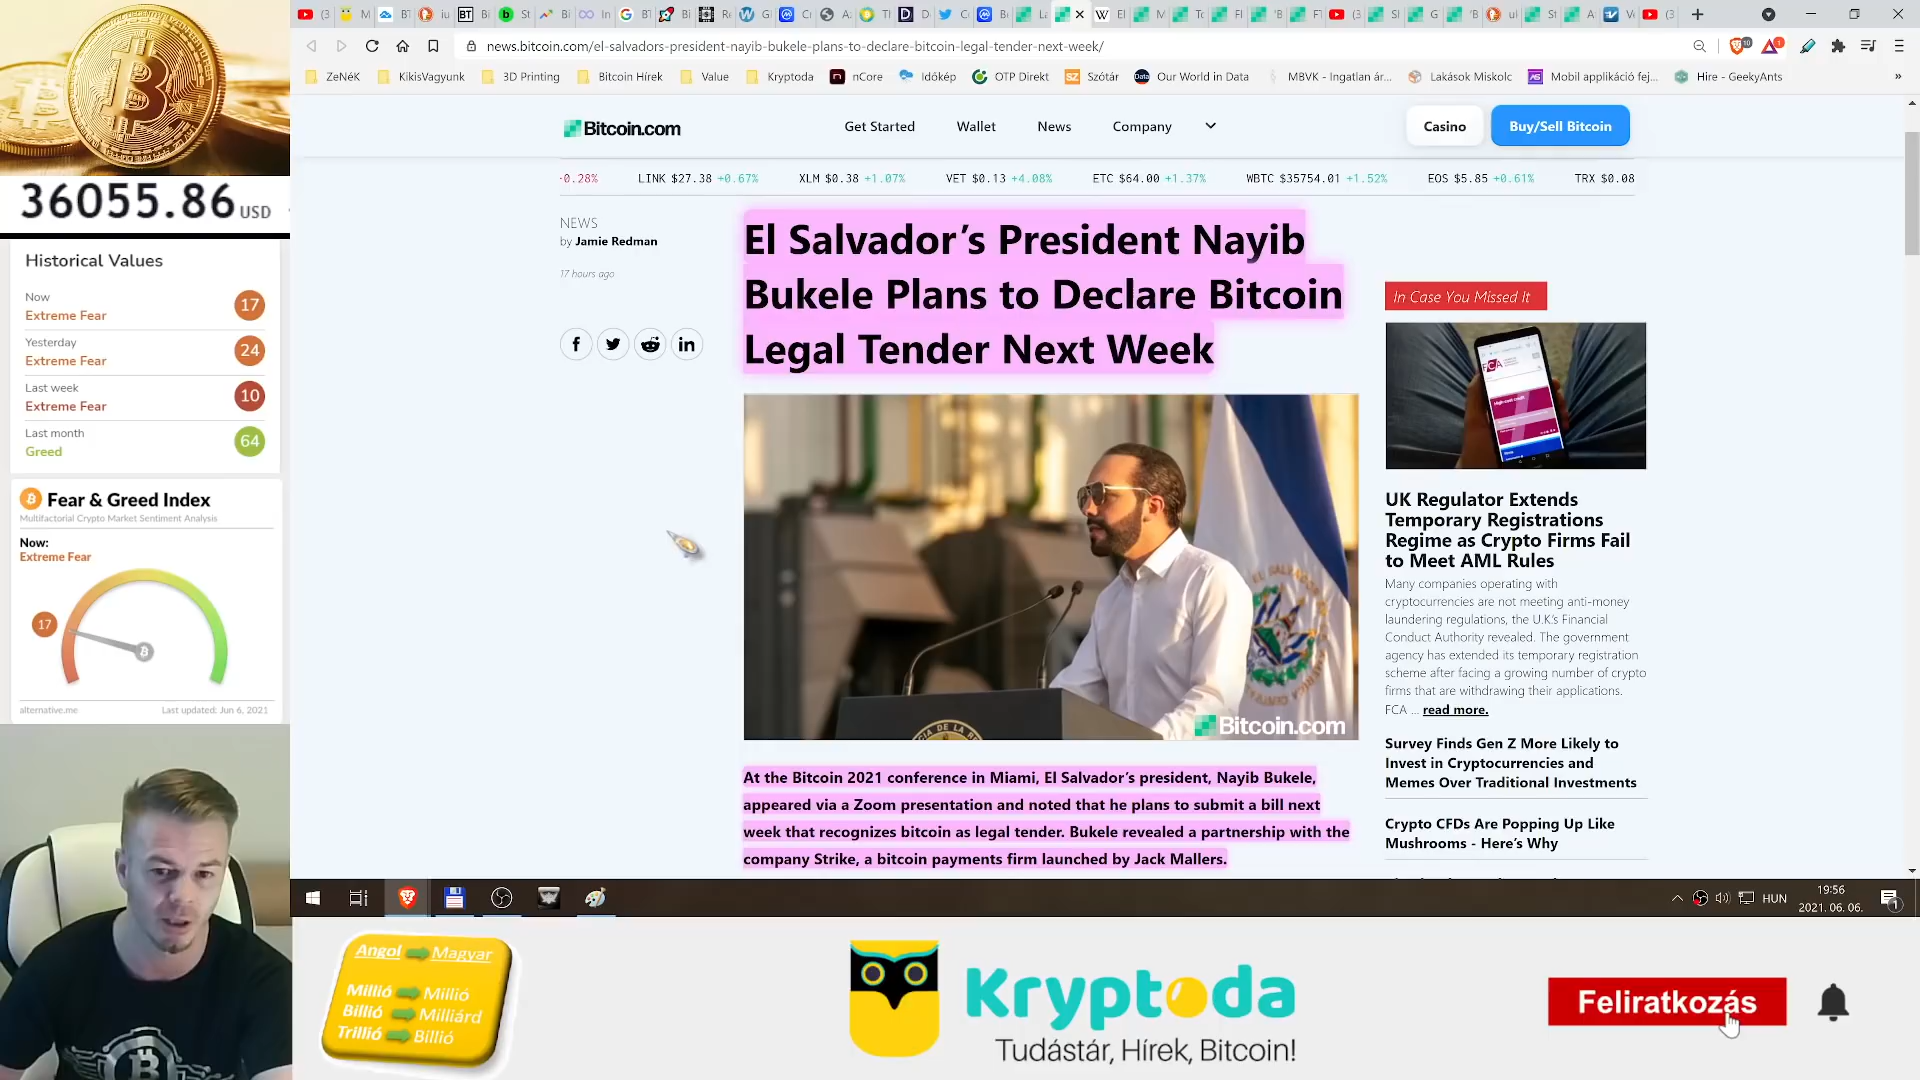 news.bitcoin.com/el-salvadors-president-nayib-bukele-plans-to-declare-bitcoin-legal-tender-next-week/
ZeNéK
KikisVagyunk
3D Printing
Bitcoin Hírek
Value
Kryptoda
nCore
Időkép
OTP Direkt
Szótár
Our World in Data
MBVK - Ingatlan ár...
Lakások Miskolc
Mobil applikáció fej...
Hire - GeekyAnts
Bitcoin.com
Get Started
Wallet
News
Company
Casino
Buy/Sell Bitcoin
-0.28%
LINK $27.38 +0.67%
XLM $0.38 +1.07%
VET $0.13 +4.08%
ETC $64.00 +1.37%
WBTC $35754.01 +1.52%
EOS $5.85 +0.61%
TRX $0.08
36055.86 USD
Historical Values
Now
Extreme Fear
17
Yesterday
Extreme Fear
24
Last week
Extreme Fear
10
Last month
Greed
64
Fear & Greed Index
Multifactorial Crypto Market Sentiment Analysis
Now:
Extreme Fear
17
alternative.me
Last updated: Jun 6, 2021
NEWS
by Jamie Redman
17 hours ago
El Salvador’s President Nayib
Bukele Plans to Declare Bitcoin
Legal Tender Next Week
Bitcoin.com
At the Bitcoin 2021 conference in Miami, El Salvador’s president, Nayib Bukele,
appeared via a Zoom presentation and noted that he plans to submit a bill next
week that recognizes bitcoin as legal tender. Bukele revealed a partnership with the
company Strike, a bitcoin payments firm launched by Jack Mallers.
In Case You Missed It
FCA
UK Regulator Extends
Temporary Registrations
Regime as Crypto Firms Fail
to Meet AML Rules
Many companies operating with
cryptocurrencies are not meeting anti-money
laundering regulations, the U.K.'s Financial
Conduct Authority revealed. The government
agency has extended its temporary registration
scheme after facing a growing number of crypto
firms that are withdrawing their applications.
FCA ... read more.
Survey Finds Gen Z More Likely to
Invest in Cryptocurrencies and
Memes Over Traditional Investments
Crypto CFDs Are Popping Up Like
Mushrooms - Here’s Why
HUN
19:56
2021. 06. 06.
Angol Magyar
Millió Millió
Billió Milliárd
Trillió Billió
Kryptoda
Tudástár, Hírek, Bitcoin!
Feliratkozás